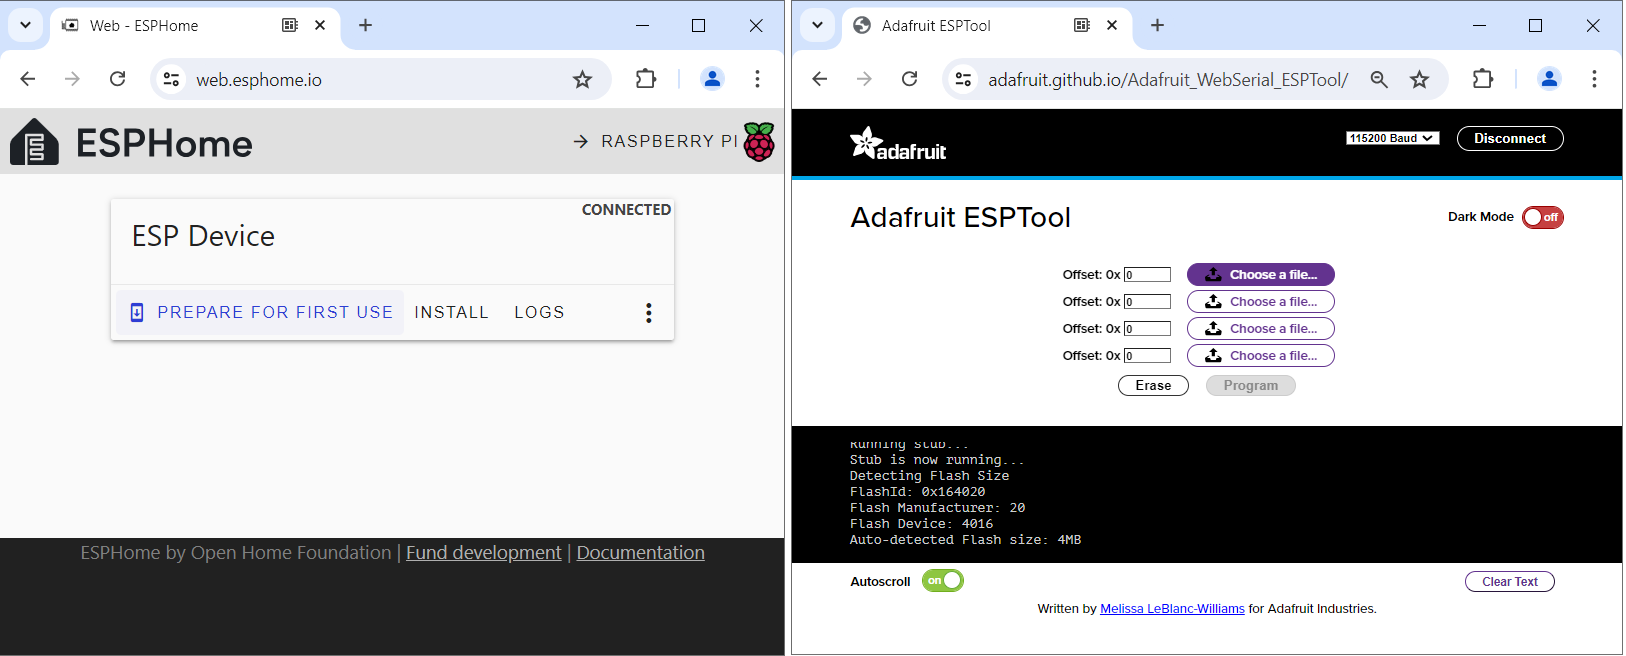 Web - ESPHome
web.esphome.io
ESPHome
RASPBERRY PI
CONNECTED
ESP Device
PREPARE FOR FIRST USE INSTALL LOGS
ESPHome by Open Home Foundation | Fund development | Documentation
Adafruit ESPTool
adafruit.github.io/Adafruit_WebSerial_ESPTool/
adafruit
115200 Baud
Disconnect
Adafruit ESPTool
Dark Mode off
Offset: 0x 0 Choose a file...
Offset: 0x 0 Choose a file...
Offset: 0x 0 Choose a file...
Offset: 0x 0 Choose a file...
Erase Program
Running stub...
Stub is now running...
Detecting Flash Size
FlashId: 0x164020
Flash Manufacturer: 20
Flash Device: 4016
Auto-detected Flash size: 4MB
Autoscroll on
Clear Text
Written by Melissa LeBlanc-Williams for Adafruit Industries.